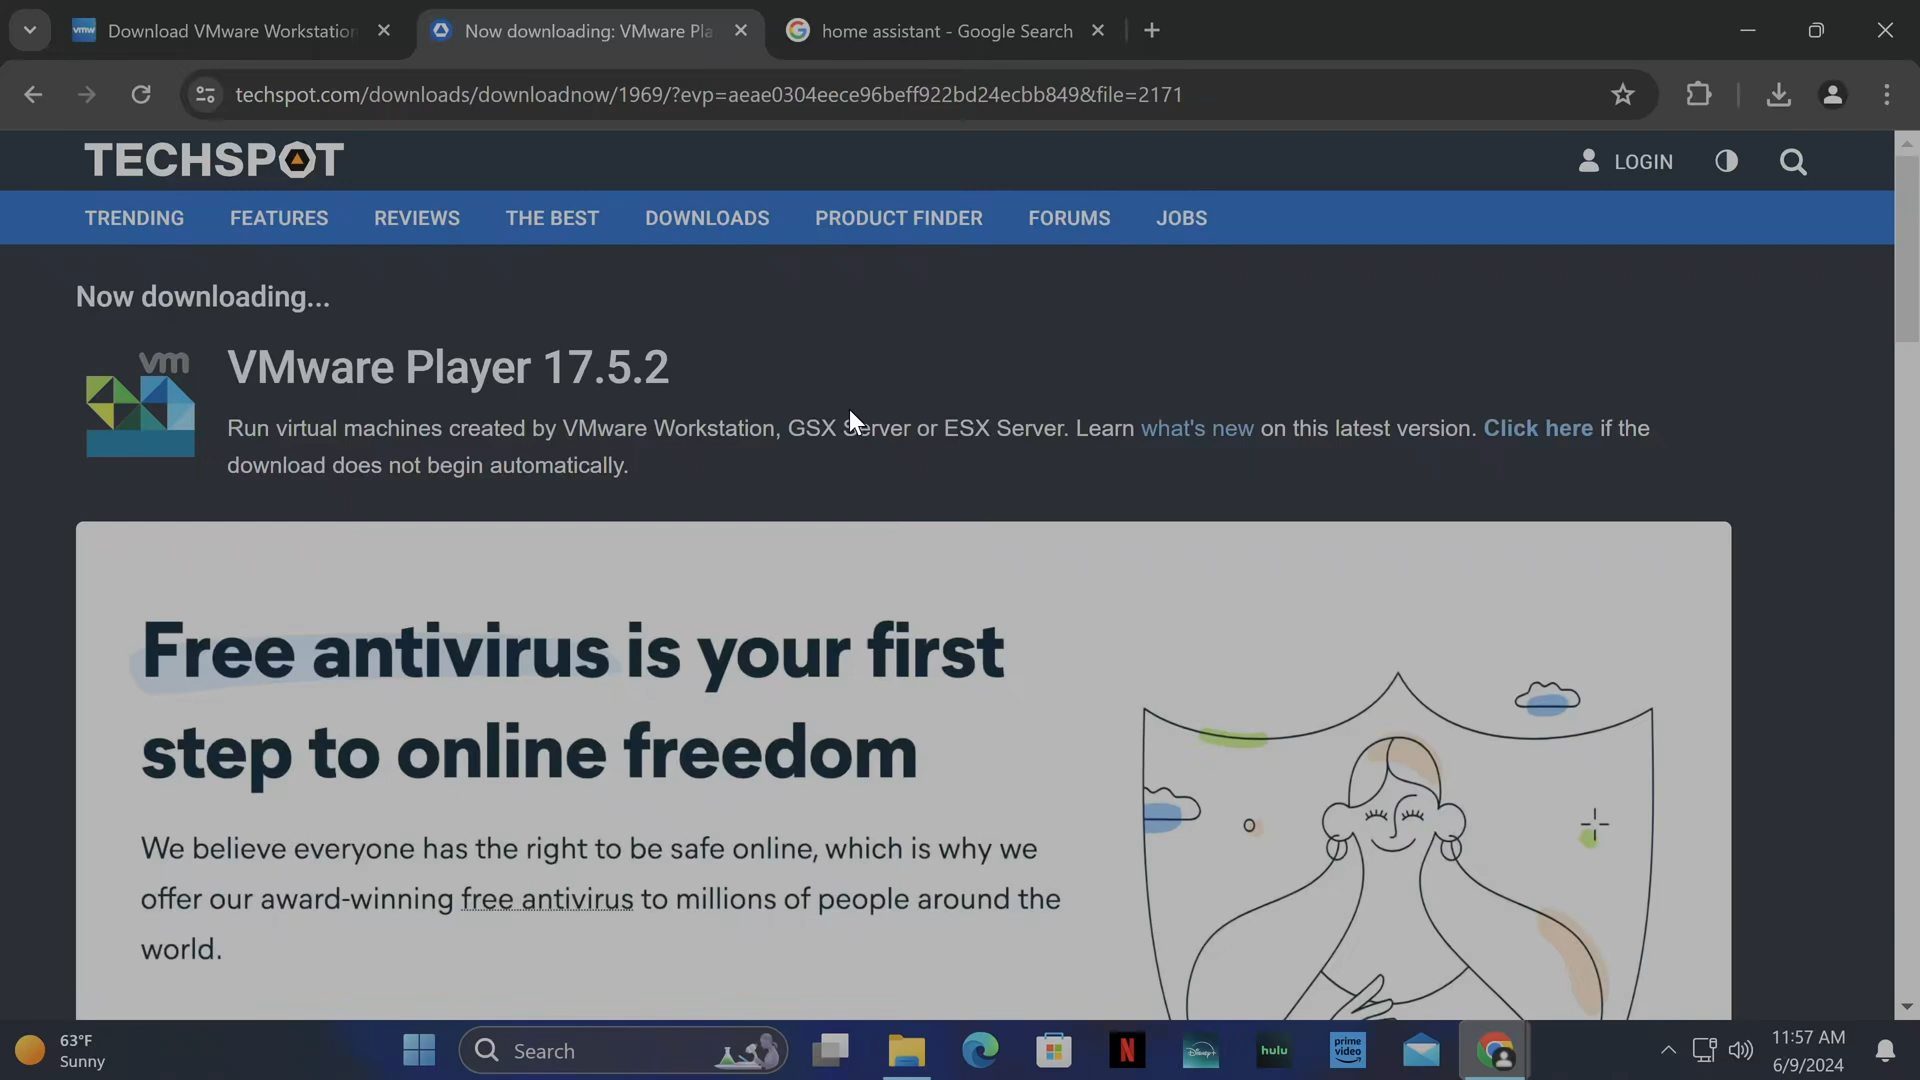 Download VMware Workstation
Now downloading: VMware Pla
home assistant - Google Search
techspot.com/downloads/downloadnow/1969/?evp=aeae0304eece96beff922bd24ecbb849&file=2171
TECHSPOT
LOGIN
TRENDING FEATURES REVIEWS THE BEST DOWNLOADS PRODUCT FINDER FORUMS JOBS
Now downloading...
vm
VMware Player 17.5.2
Run virtual machines created by VMware Workstation, GSX Server or ESX Server. Learn what's new on this latest version. Click here if the
download does not begin automatically.
Free antivirus is your first
step to online freedom
We believe everyone has the right to be safe online, which is why we
offer our award-winning free antivirus to millions of people around the
world.
63°F
Sunny
Search
N
Disney+
hulu
prime
video
11:57 AM
6/9/2024